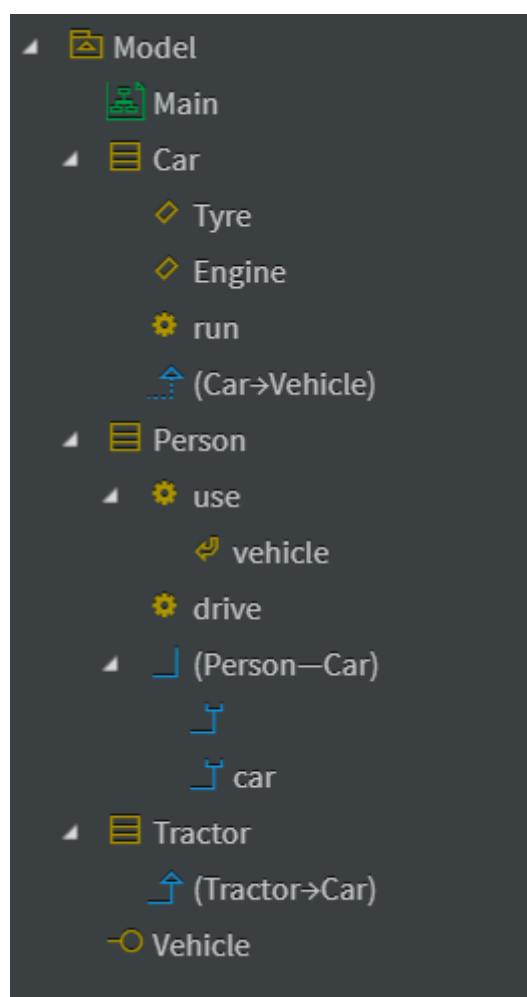 Model
Main
Car
Tyre
Engine
run
(Car→Vehicle)
Person
use
vehicle
drive
(Person—Car)
car
Tractor
(Tractor→Car)
Vehicle